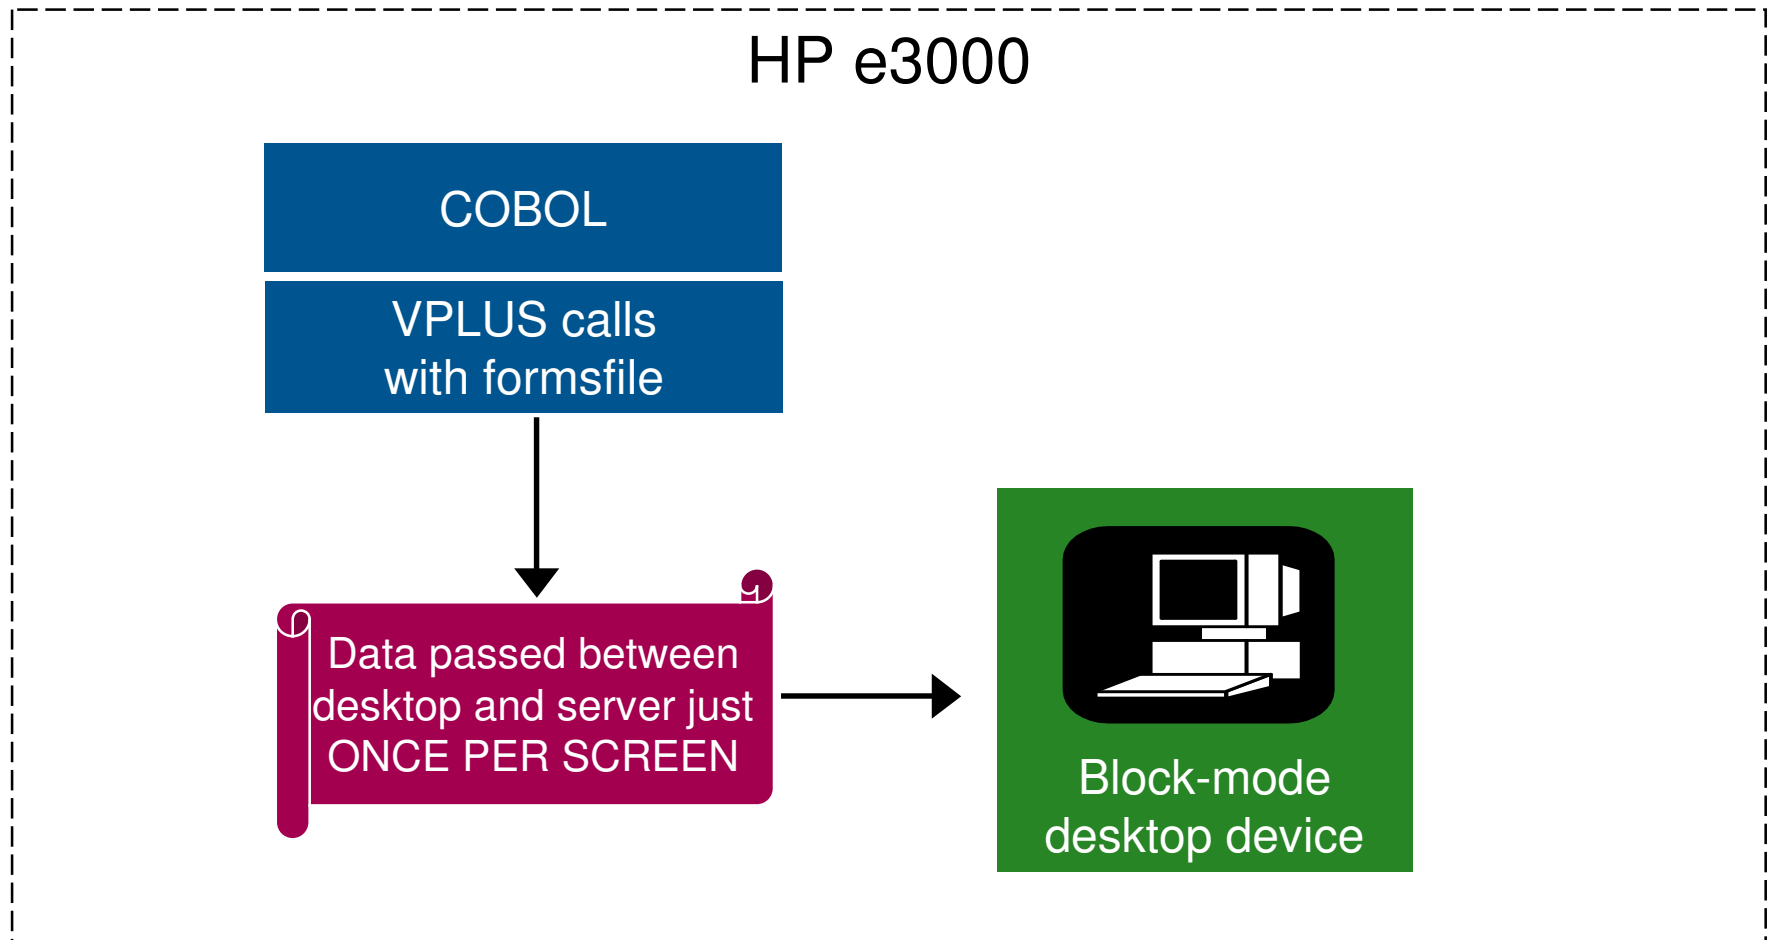 HP e3000
COBOL
VPLUS calls
with formsfile
Data passed between
desktop and server just
ONCE PER SCREEN
Block-mode
desktop device